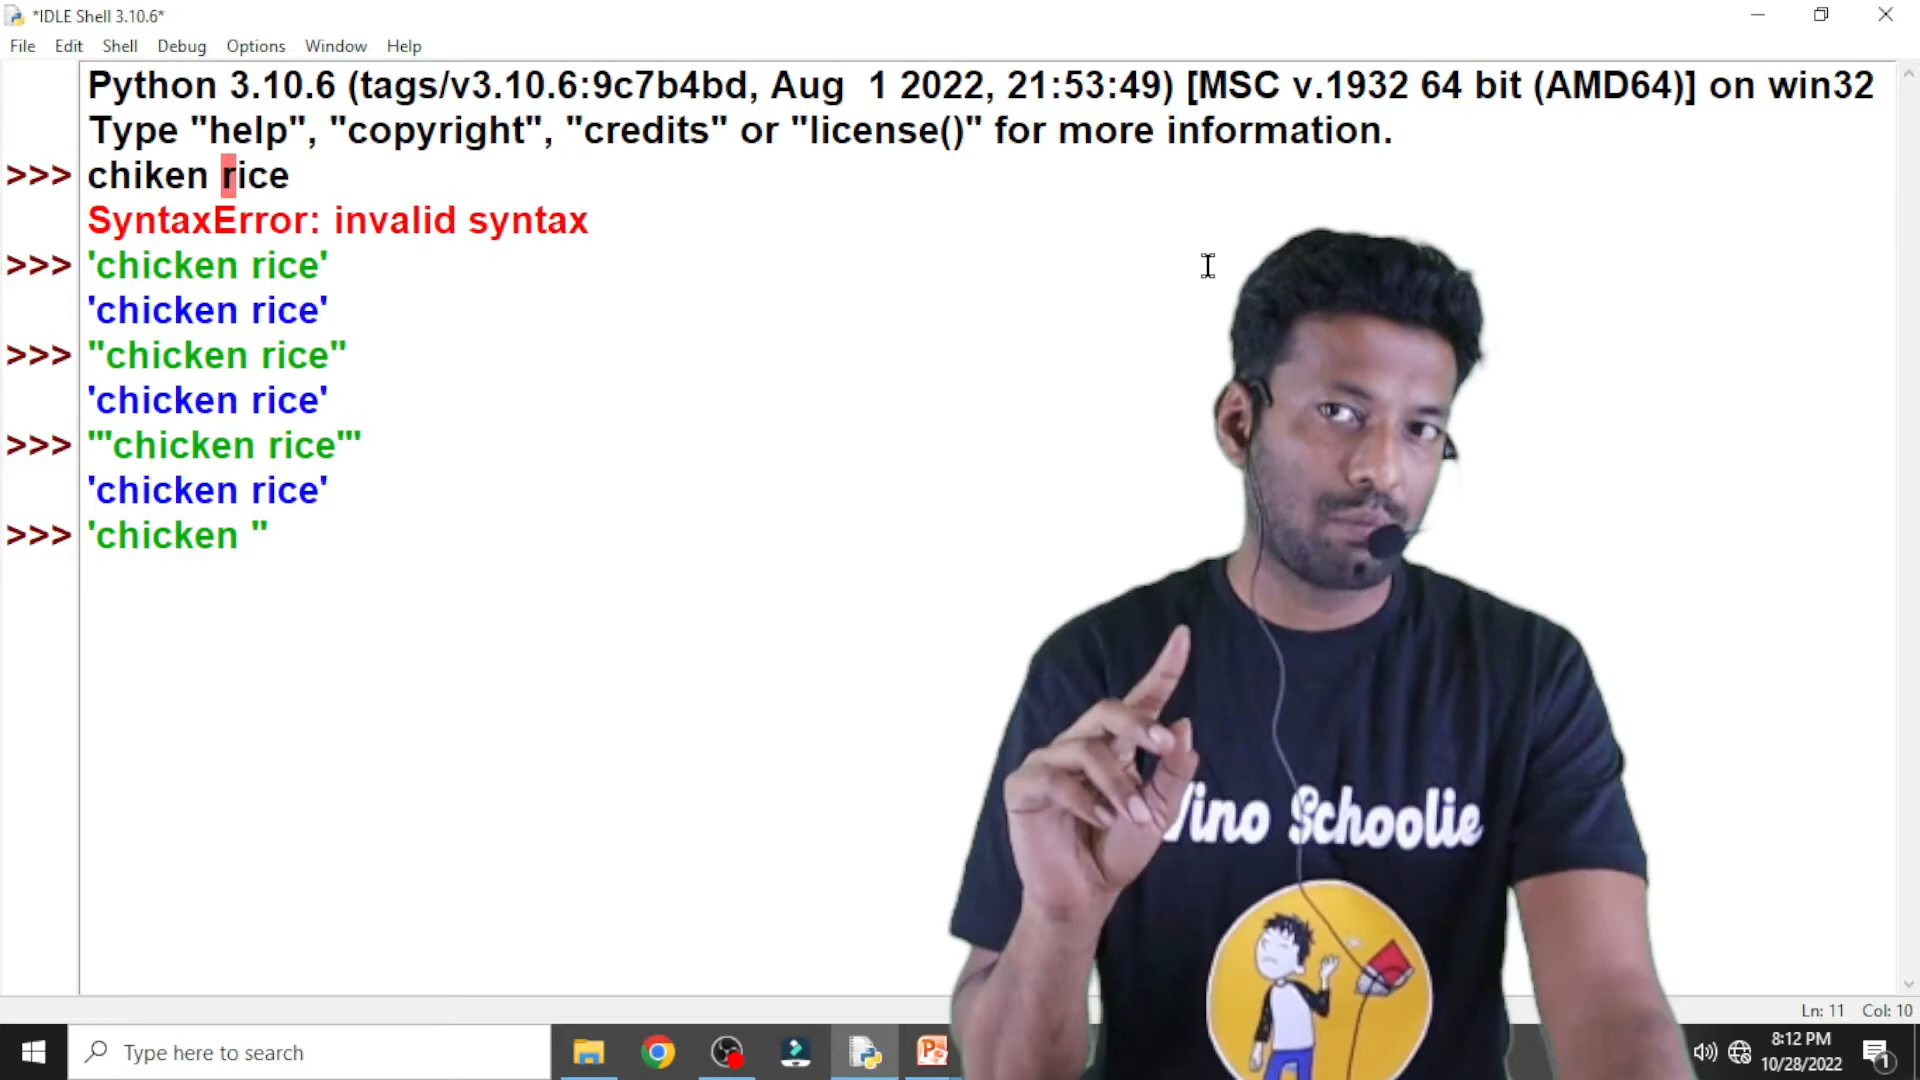 *IDLE Shell 3.10.6*
File Edit Shell Debug Options Window Help
Python 3.10.6 (tags/v3.10.6:9c7b4bd, Aug  1 2022, 21:53:49) [MSC v.1932 64 bit (AMD64)] on win32
Type "help", "copyright", "credits" or "license()" for more information.
>>> chiken rice
SyntaxError: invalid syntax
>>> 'chicken rice'
'chicken rice'
>>> "chicken rice"
'chicken rice'
>>> '''chicken rice'''
'chicken rice'
>>> 'chicken "
Vino Schoolie
Ln: 11 Col: 10
Type here to search
8:12 PM
10/28/2022
1